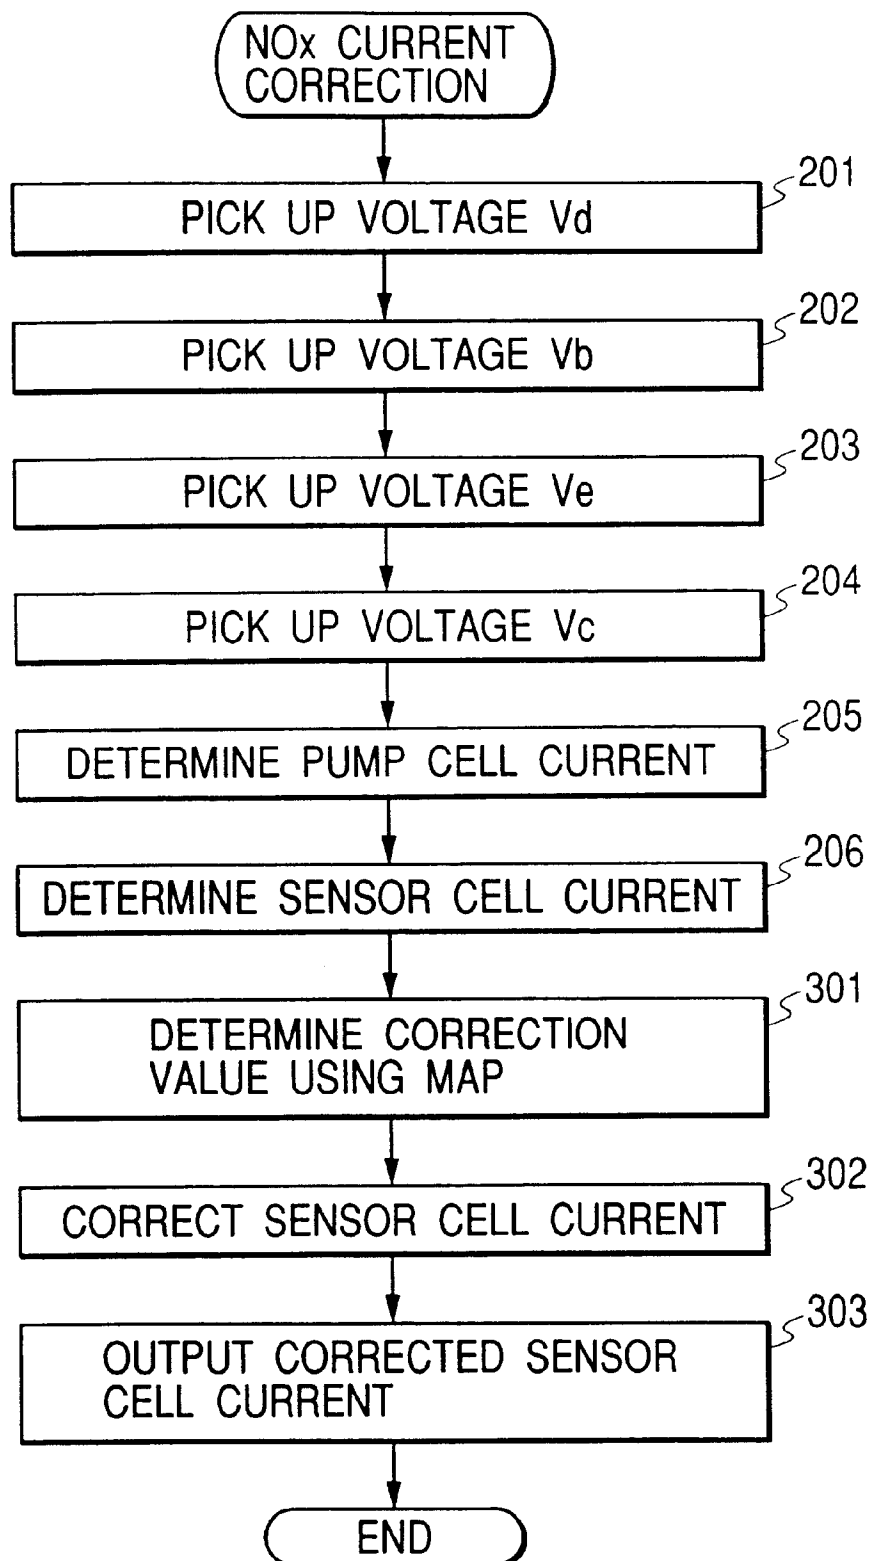 NOx CURRENT
CORRECTION
201
PICK UP VOLTAGE Vd
202
PICK UP VOLTAGE Vb
203
PICK UP VOLTAGE Ve
204
PICK UP VOLTAGE Vc
205
DETERMINE PUMP CELL CURRENT
206
DETERMINE SENSOR CELL CURRENT
301
DETERMINE CORRECTION
VALUE USING MAP
302
CORRECT SENSOR CELL CURRENT
303
OUTPUT CORRECTED SENSOR
CELL CURRENT
END